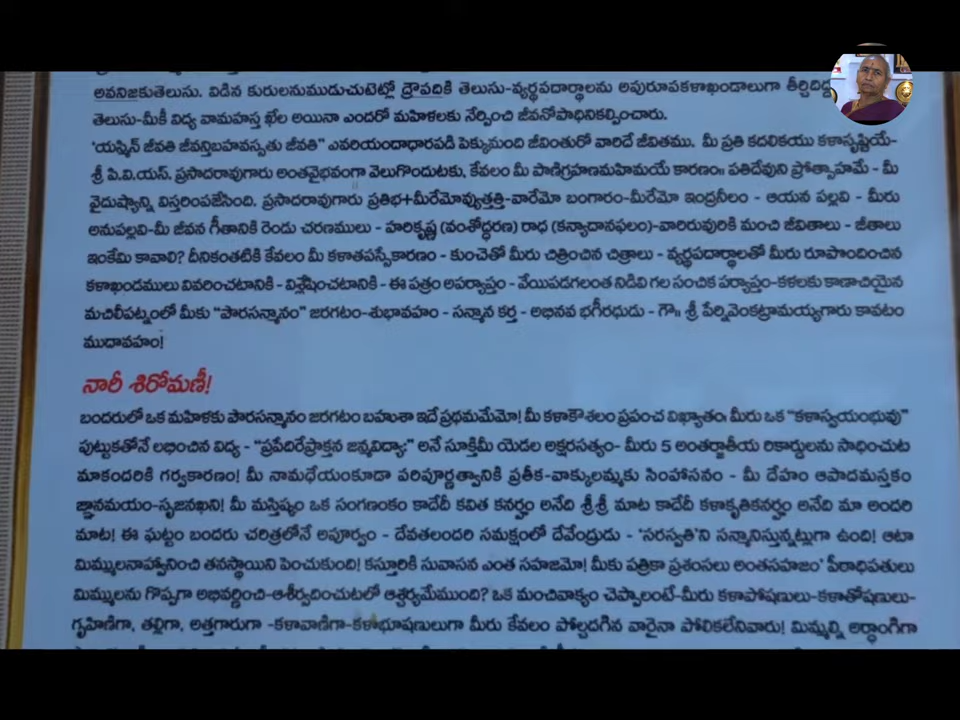 అవనిజకుతెలుసు. విడిన కురులనుముడుచుటెట్లో ద్రౌపదికి తెలుసు-వ్యర్థపదార్థాలను అపురూపకళాఖండాలుగా
తెలుసు-మీకీ విద్య వామహస్త ఖేల అయినా ఎందరో మహిళలకు నేర్పించి జీవనోపాధినికల్పించారు.
'యస్మిన్ జీవతి జీవన్తిబహవస్సతు జీవతి" ఎవరియందాధారపడి పెక్కుమంది జీవింతురో వారిదే జీవితము. మీ ప్రతి కదలికయు కళాసృష్టియే-
శ్రీ పి.వి.యస్. ప్రసాదరావుగారు అంతవైభవంగా వెలుగొందుటకు, కేవలం మీ పాణిగ్రహణమహిమయే కారణం॥ పతిదేవుని ప్రోత్సాహమే - మీ
వైదుష్యాన్ని విస్తరింపజేసింది. ప్రసాదరావుగారు ప్రతిభ+మీరేమోవ్యుత్పత్తి-వారేమో బంగారం-మీరేమో ఇంద్రనీలం - ఆయన పల్లవి - మీరు
అనుపల్లవి-మీ జీవన గీతానికి రెండు చరణములు - హరికృష్ణ (వంశోద్ధరణ) రాధ (కన్యాదానఫలం)-వారిరువురికి మంచి జీవితాలు - జీతాలు
ఇంకేమి కావాలి? దీనికంతటికీ కేవలం మీ కళాతపస్సేకారణం - కుంచెతో మీరు చిత్రించిన చిత్రాలు - వ్యర్థపదార్థాలతో మీరు రూపొందించిన
కళాఖండములు వివరించటానికి - విశ్లేషించటానికి - ఈ పత్రం అపర్యాప్తం - వేయిపడగలంత నిడివి గల సంచిక పర్యాప్తం-కళలకు కాణాచియైన
మచిలీపట్నంలో మీకు "పౌరసన్మానం" జరగటం-శుభావహం - సన్మాన కర్త - అభినవ భగీరథుడు - గౌ॥ శ్రీ పేర్నివెంకట్రామయ్యగారు కావటం
ముదావహం!
నారీ శిరోమణీ!
బందరులో ఒక మహిళకు పౌరసన్మానం జరగటం బహుశా ఇదే ప్రథమమేమో! మీ కళాకౌశలం ప్రపంచ విఖ్యాతం! మీరు ఒక "కళాస్వయంభువు"
పుట్టుకతోనే లభించిన విద్య - "ప్రపేదిరేప్రాక్తన జన్మవిద్యాః" అనే సూక్తిమీ యెడల అక్షరసత్యం- మీరు 5 అంతర్జాతీయ రికార్డులను సాధించుట
మాకందరికి గర్వకారణం! మీ నామధేయంకూడా పరిపూర్ణత్వానికి ప్రతీక-వాక్కులమ్మకు సింహాసనం - మీ దేహం ఆపాదమస్తకం
జ్ఞానమయం-సృజనఖని! మీ మస్తిష్కం ఒక సంగణంకం కాదేదీ కవిత కనర్హం అనేది శ్రీశ్రీ మాట కాదేదీ కళాకృతికనర్హం అనేది మా అందరి
మాట! ఈ ఘట్టం బందరు చరిత్రలోనే అపూర్వం - దేవతలందరి సమక్షంలో దేవేంద్రుడు - 'సరస్వతి'ని సన్మానిస్తున్నట్లుగా ఉంది! ఆటా
మిమ్ములనాహ్వానించి తనస్థాయిని పెంచుకుంది! కస్తూరికి సువాసన ఎంత సహజమో! మీకు పత్రికా ప్రశంసలు అంతసహజం' పీఠాధిపతులు
మిమ్ములను గొప్పగా అభివర్ణించి-ఆశీర్వదించుటలో ఆశ్చర్యమేముంది? ఒక మంచివాక్యం చెప్పాలంటే-మీరు కళాపోషణులు-కళాతోషణులు-
గృహిణిగా, తల్లిగా, అత్తగారుగా -కళావాణిగా-కళాభూషణులుగా మీరు కేవలం పోల్చదగిన వారైనా పోలికలేనివారు! మిమ్మల్ని అర్ధాంగిగా